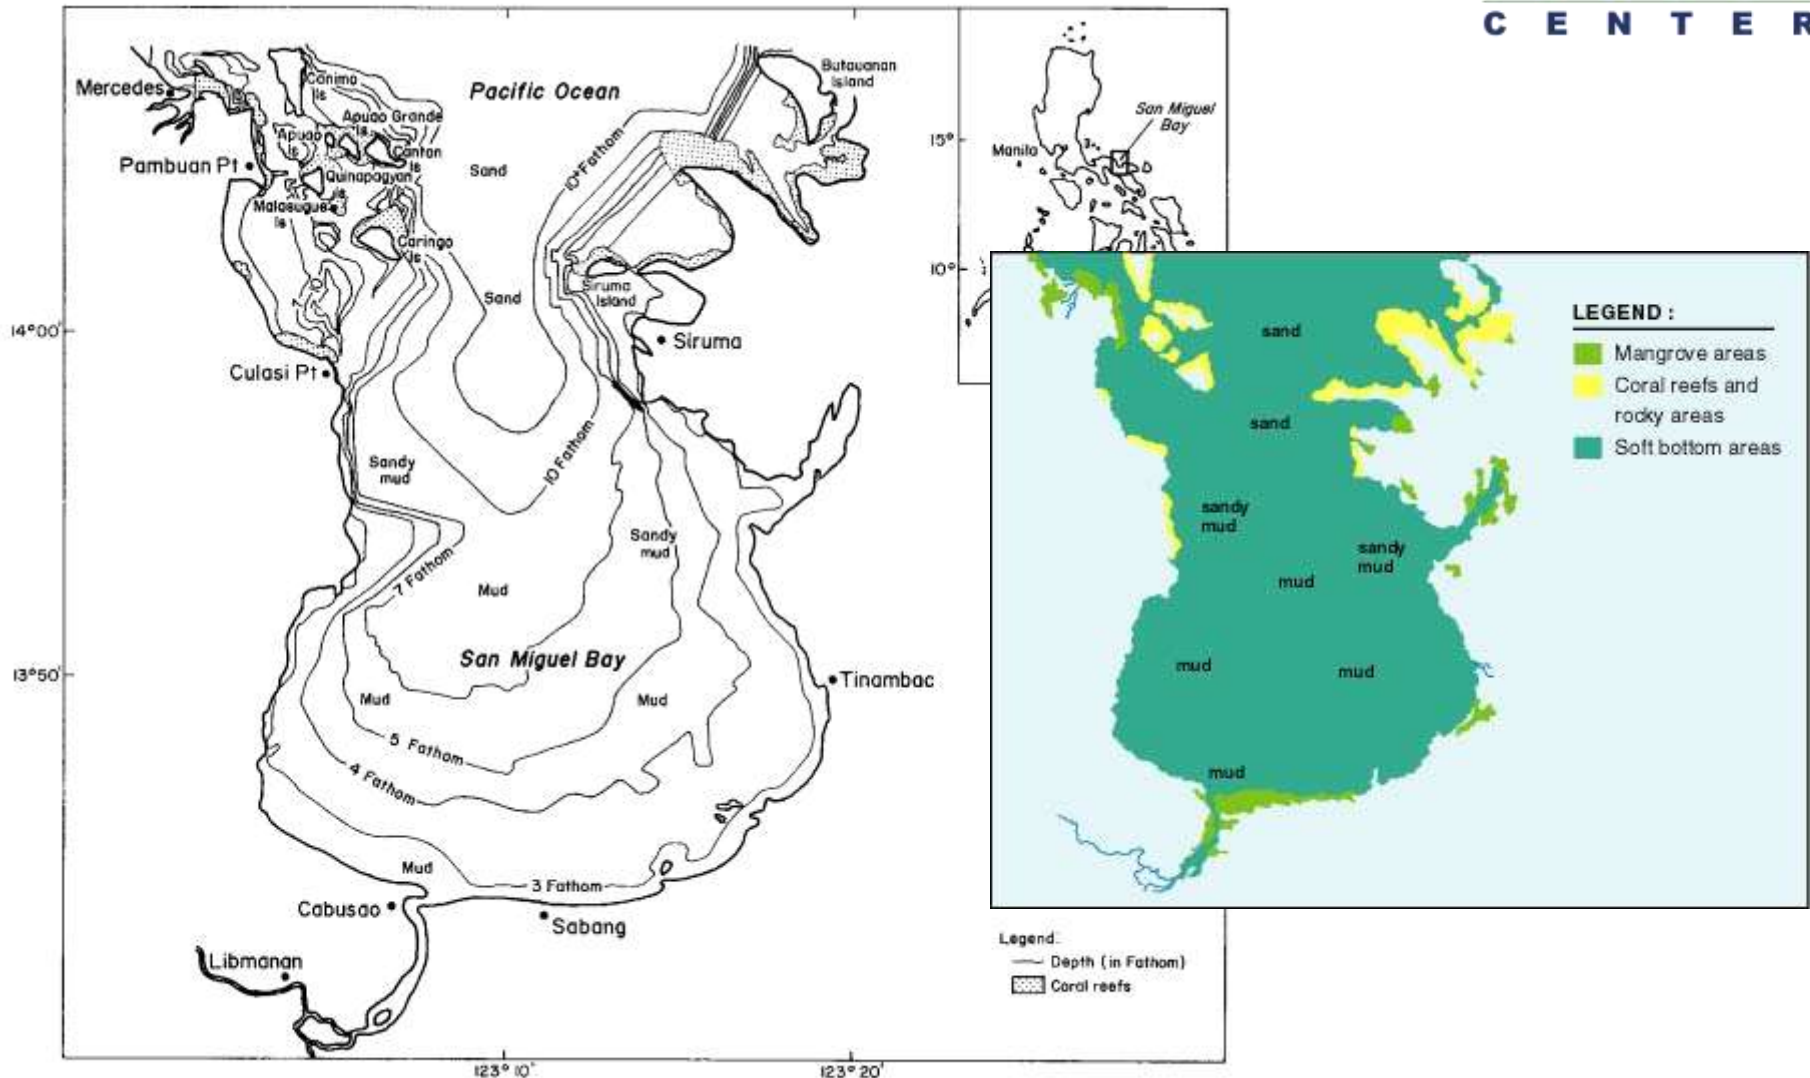 CENTER
Mercedes
Canimo
Is
Pacific Ocean
Butauanan
Island
Apuao Grande
Is
Apuao
Is
Canton
Is
Pambuan Pt
Quinapagyan
Is
Malasugue
Is
Caringo
Is
Sand
10+ Fathom
Siruma
Island
Sand
14°00'
Siruma
Culasi Pt
7
Sandy
mud
10 Fathom
Sandy
mud
7 Fathom
Mud
San Miguel Bay
13°50'
Tinambac
Mud
Mud
5 Fathom
4 Fathom
Mud
3 Fathom
Cabusao
Sabang
Libmanan
123°10'
123°20'
San Miguel
Bay
15°
Manila
10°
Legend:
Depth (in Fathom)
Coral reefs
sand
sand
sandy
mud
sandy
mud
mud
mud
mud
mud
LEGEND :
Mangrove areas
Coral reefs and
rocky areas
Soft bottom areas